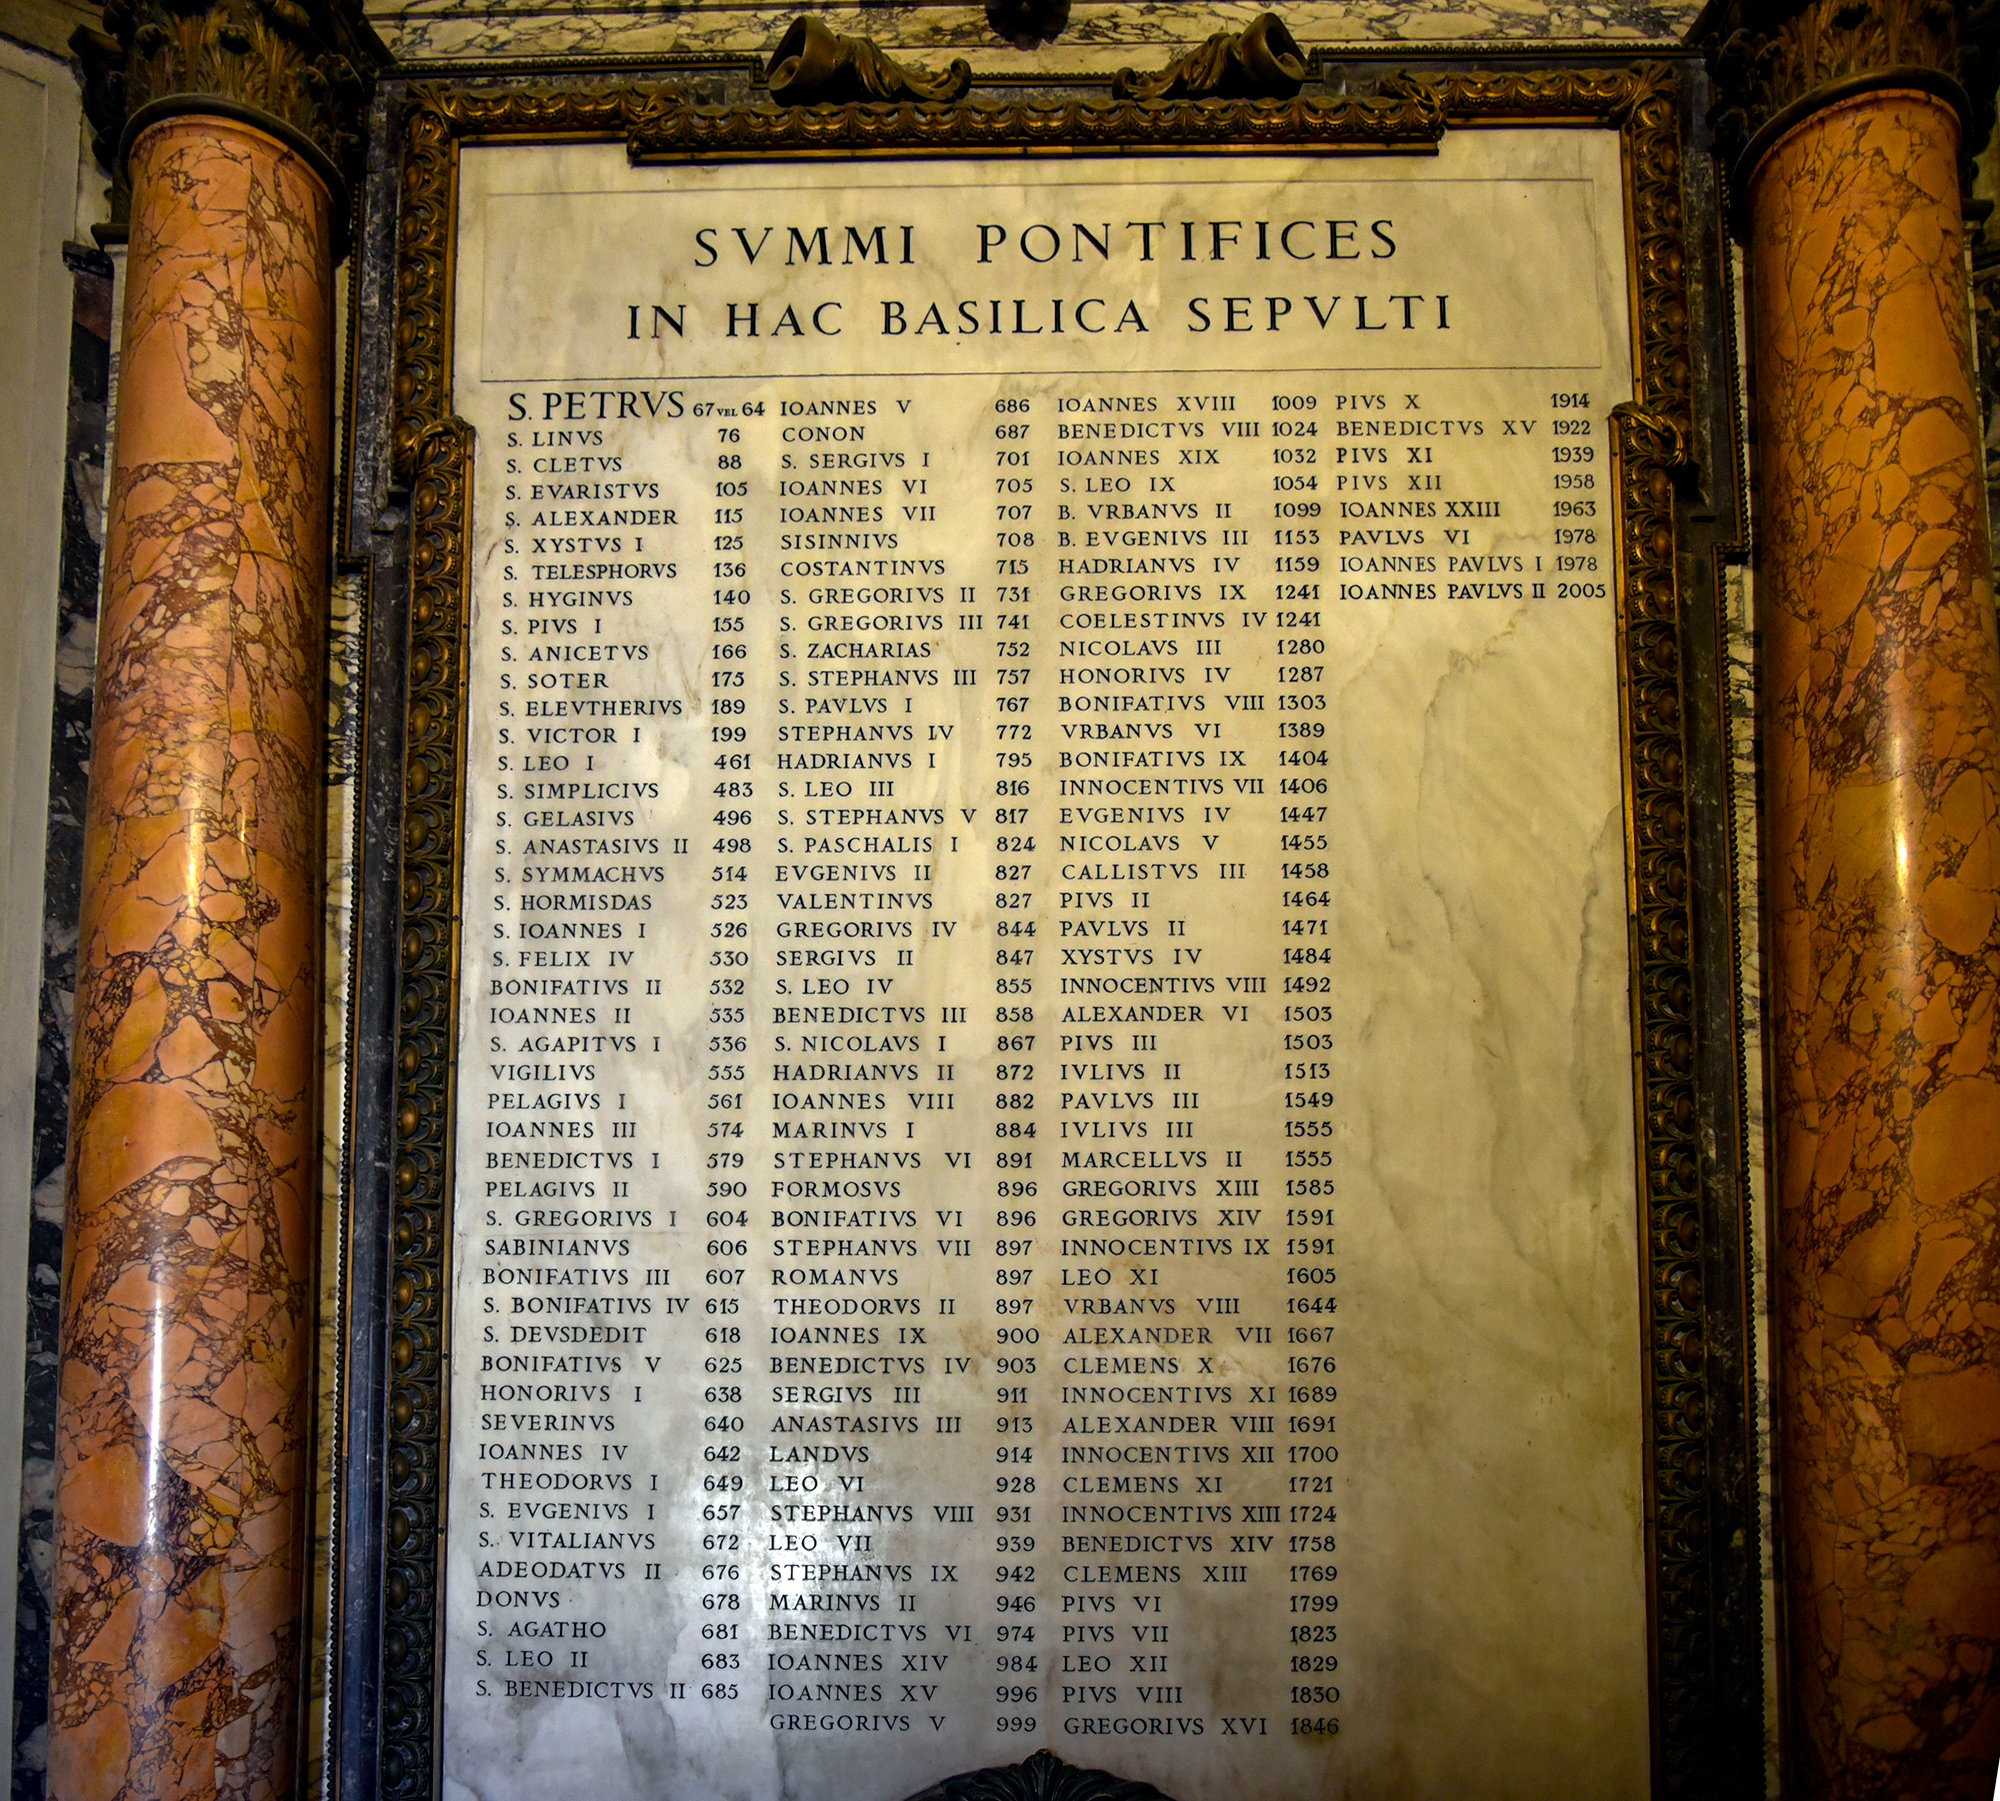 SVMMI PONTIFICES
IN HAC BASILICA SEPVLTI
S. PETRVS 67 VEL 64
S. LINVS 76
S. CLETVS 88
S. EVARISTVS 105
S. ALEXANDER 115
S. XYSTVS I 125
S. TELESPHORVS 136
S. HYGINVS 140
S. PIVS I 155
S. ANICETVS 166
S. SOTER 175
S. ELEVTHERIVS 189
S. VICTOR I 199
S. LEO I 461
S. SIMPLICIVS 483
S. GELASIVS 496
S. ANASTASIVS II 498
S. SYMMACHVS 514
S. HORMISDAS 523
S. IOANNES I 526
S. FELIX IV 530
BONIFATIVS II 532
IOANNES II 535
S. AGAPITVS I 536
VIGILIVS 555
PELAGIVS I 561
IOANNES III 574
BENEDICTVS I 579
PELAGIVS II 590
S. GREGORIVS I 604
SABINIANVS 606
BONIFATIVS III 607
S. BONIFATIVS IV 615
S. DEVSDEDIT 618
BONIFATIVS V 625
HONORIVS I 638
SEVERINVS 640
IOANNES IV 642
THEODORVS I 649
S. EVGENIVS I 657
S. VITALIANVS 672
ADEODATVS II 676
DONVS 678
S. AGATHO 681
S. LEO II 683
S. BENEDICTVS II 685
IOANNES V 686
CONON 687
S. SERGIVS I 701
IOANNES VI 705
IOANNES VII 707
SISINNIVS 708
COSTANTINVS 715
S. GREGORIVS II 731
S. GREGORIVS III 741
S. ZACHARIAS 752
S. STEPHANVS III 757
S. PAVLVS I 767
STEPHANVS IV 772
HADRIANVS I 795
S. LEO III 816
S. STEPHANVS V 817
S. PASCHALIS I 824
EVGENIVS II 827
VALENTINVS 827
GREGORIVS IV 844
SERGIVS II 847
S. LEO IV 855
BENEDICTVS III 858
S. NICOLAVS I 867
HADRIANVS II 872
IOANNES VIII 882
MARINVS I 884
STEPHANVS VI 891
FORMOSVS 896
BONIFATIVS VI 896
STEPHANVS VII 897
ROMANVS 897
THEODORVS II 897
IOANNES IX 900
BENEDICTVS IV 903
SERGIVS III 911
ANASTASIVS III 913
LANDVS 914
LEO VI 928
STEPHANVS VIII 931
LEO VII 939
STEPHANVS IX 942
MARINVS II 946
BENEDICTVS VI 974
IOANNES XIV 984
IOANNES XV 996
GREGORIVS V 999
IOANNES XVIII 1009
BENEDICTVS VIII 1024
IOANNES XIX 1032
S. LEO IX 1054
B. VRBANVS II 1099
B. EVGENIVS III 1153
HADRIANVS IV 1159
GREGORIVS IX 1241
COELESTINVS IV 1241
NICOLAVS III 1280
HONORIVS IV 1287
BONIFATIVS VIII 1303
VRBANVS VI 1389
BONIFATIVS IX 1404
INNOCENTIVS VII 1406
EVGENIVS IV 1447
NICOLAVS V 1455
CALLISTVS III 1458
PIVS II 1464
PAVLVS II 1471
XYSTVS IV 1484
INNOCENTIVS VIII 1492
ALEXANDER VI 1503
PIVS III 1503
IVLIVS II 1513
PAVLVS III 1549
IVLIVS III 1555
MARCELLVS II 1555
GREGORIVS XIII 1585
GREGORIVS XIV 1591
INNOCENTIVS IX 1591
LEO XI 1605
VRBANVS VIII 1644
ALEXANDER VII 1667
CLEMENS X 1676
INNOCENTIVS XI 1689
ALEXANDER VIII 1691
INNOCENTIVS XII 1700
CLEMENS XI 1721
INNOCENTIVS XIII 1724
BENEDICTVS XIV 1758
CLEMENS XIII 1769
PIVS VI 1799
PIVS VII 1823
LEO XII 1829
PIVS VIII 1830
GREGORIVS XVI 1846
PIVS X 1914
BENEDICTVS XV 1922
PIVS XI 1939
PIVS XII 1958
IOANNES XXIII 1963
PAVLVS VI 1978
IOANNES PAVLVS I 1978
IOANNES PAVLVS II 2005